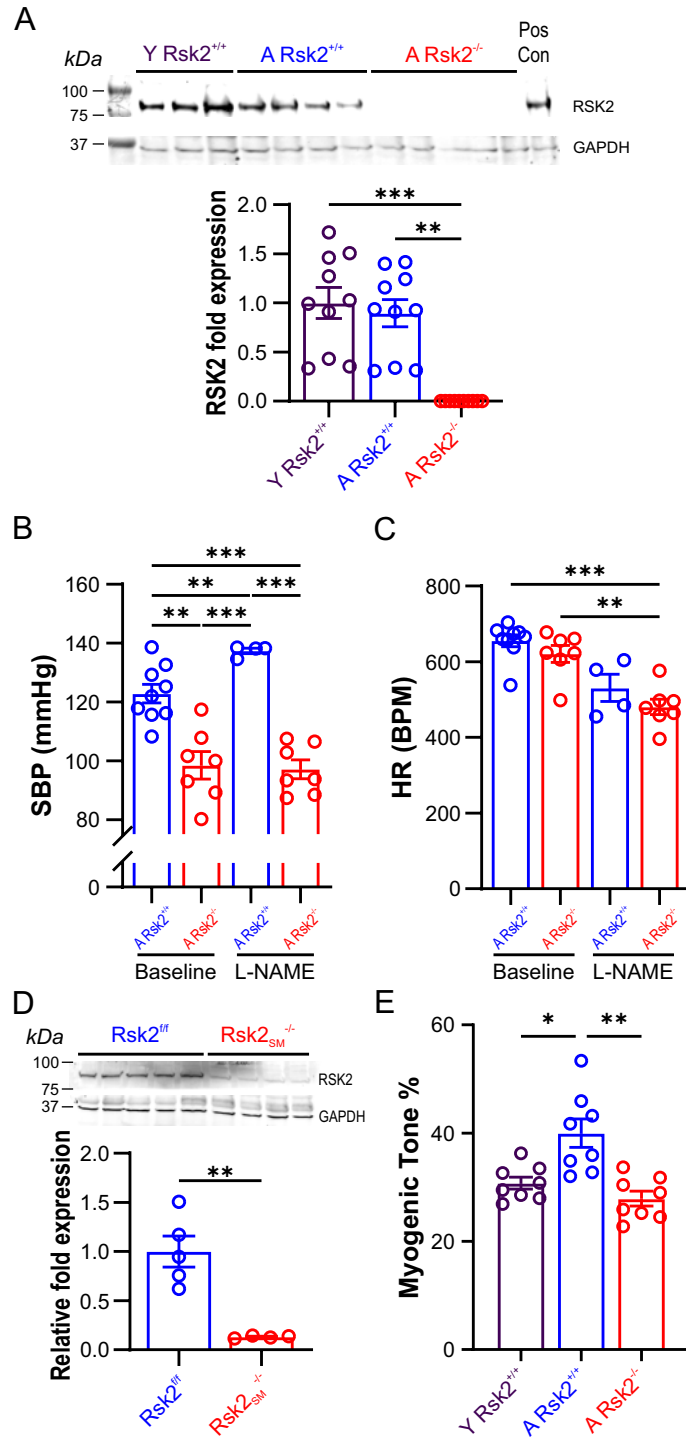 A
Y Rsk2+/+ A Rsk2+/+ A Rsk2-/- Pos Con
kDa
100
75
RSK2
37
GAPDH
RSK2 fold expression
2.0
1.5
1.0
0.5
0.0
***
**
Y Rsk2+/+ A Rsk2+/+ A Rsk2-/-
B
SBP (mmHg)
160
140
120
100
80
0
***
** ***
** ***
A Rsk2+/+ A Rsk2-/- A Rsk2+/+ A Rsk2-/-
Baseline L-NAME
C
HR (BPM)
800
600
400
200
0
***
**
A Rsk2+/+ A Rsk2-/- A Rsk2+/+ A Rsk2-/-
Baseline L-NAME
D
kDa
Rsk2f/f Rsk2SM-/-
100
75
RSK2
37
GAPDH
Relative fold expression
2.0
1.5
1.0
0.5
0.0
**
Rsk2f/f Rsk2SM-/-
E
Myogenic Tone %
60
40
20
0
* **
Y Rsk2+/+ A Rsk2+/+ A Rsk2-/-